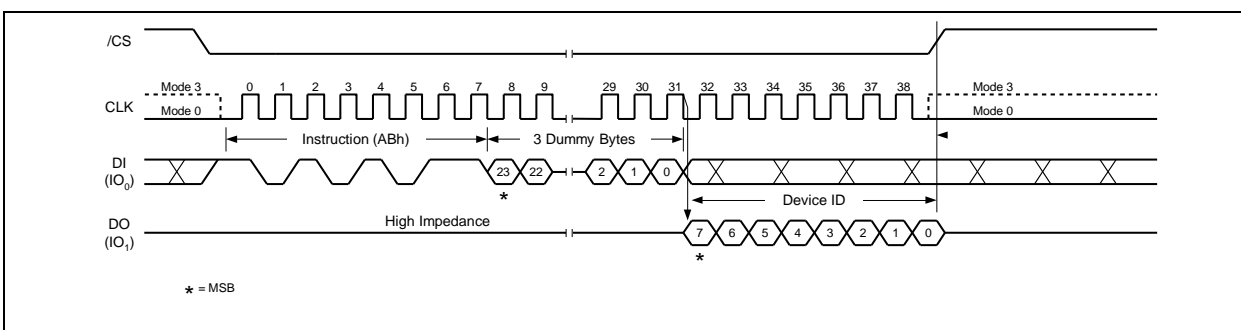 /CS
Mode 3
0 1 2 3 4 5 6 7 8 9 29 30 31 32 33 34 35 36 37 38
Mode 3
CLK
Mode 0
Mode 0
Instruction (ABh)
3 Dummy Bytes
DI
(IO0)
23 22 2 1 0
*
Device ID
High Impedance
DO
(IO1)
7 6 5 4 3 2 1 0
*
* = MSB